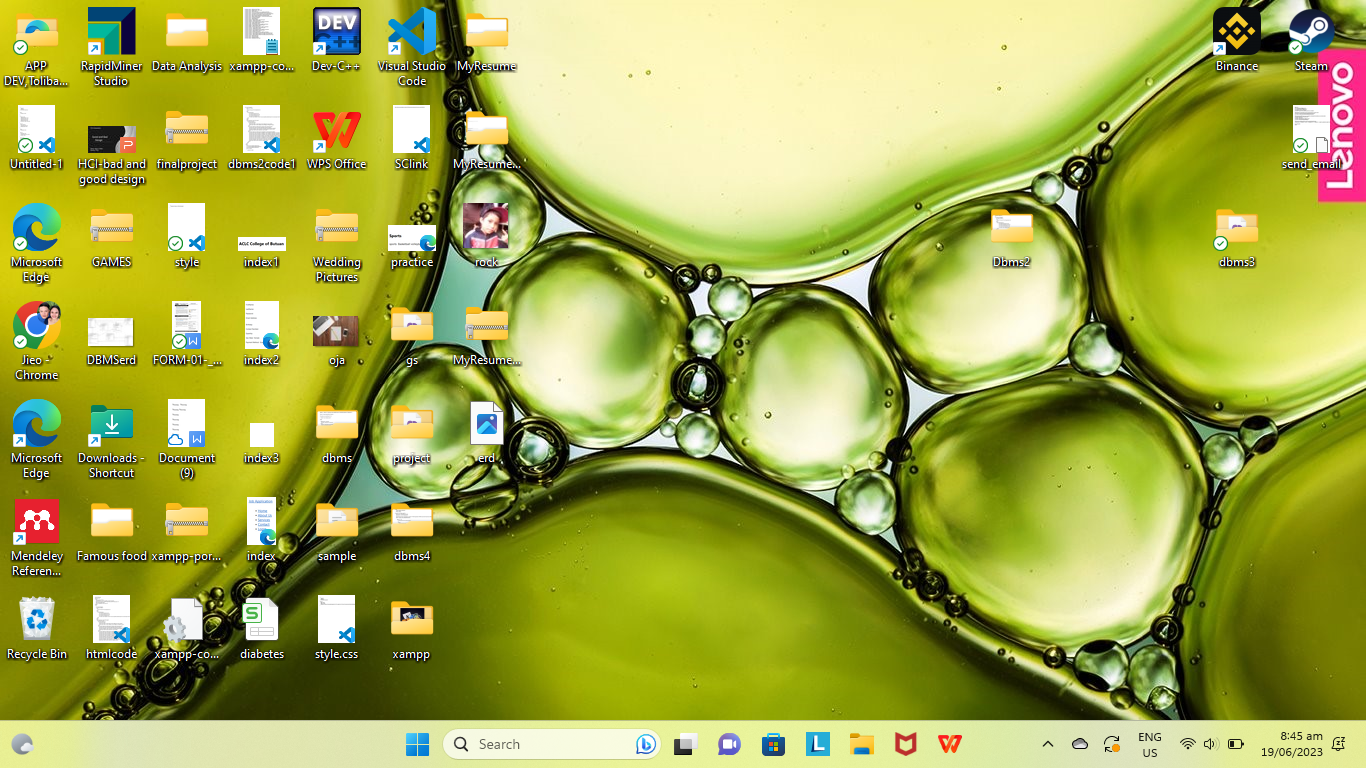 APP
DEV,Toliba...
RapidMiner
Studio
Data Analysis
xampp-co...
DEV
C++
Dev-C++
Visual Studio
Code
MyResume
Binance
Steam
Lenovo
Untitled-1
HCI-bad and
good design
finalproject
dbms2code1
WPS Office
SClink
MyResume...
send_email
Microsoft
Edge
GAMES
style
ACLC College of Butuan
index1
Wedding
Pictures
Sports
practice
rock
Dbms2
dbms3
Jieo -
Chrome
DBMSerd
FORM-01-_...
index2
oja
gs
MyResume...
Microsoft
Edge
Downloads -
Shortcut
Document
(9)
index3
dbms
project
erd
Mendeley
Referen...
Famous food
xampp-por...
index
sample
dbms4
Recycle Bin
htmlcode
xampp-co...
S
diabetes
style.css
xampp
Search
L
ENG
US
8:45 am
19/06/2023